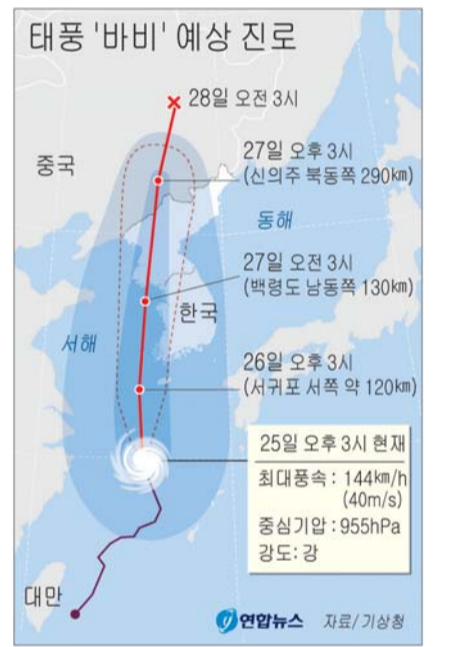 태풍 '바비' 예상 진로
28일 오전 3시
중국
27일 오후 3시
(신의주 북동쪽 290km)
동해
27일 오전 3시
(백령도 남동쪽 130km)
한국
서해
26일 오후 3시
(서귀포 서쪽 약 120km)
25일 오후 3시 현재
최대풍속 : 144km/h
(40m/s)
중심기압 : 955hPa
강도: 강
대만
연합뉴스 자료/기상청